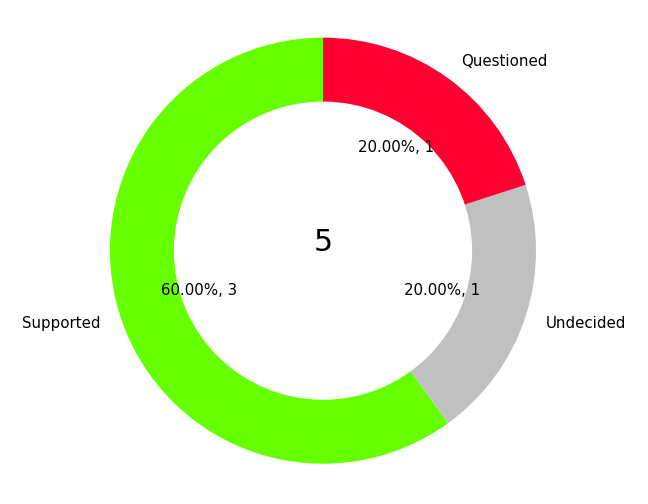 Questioned
20.00%, 1
5
60.00%, 3
20.00%, 1
Supported
Undecided